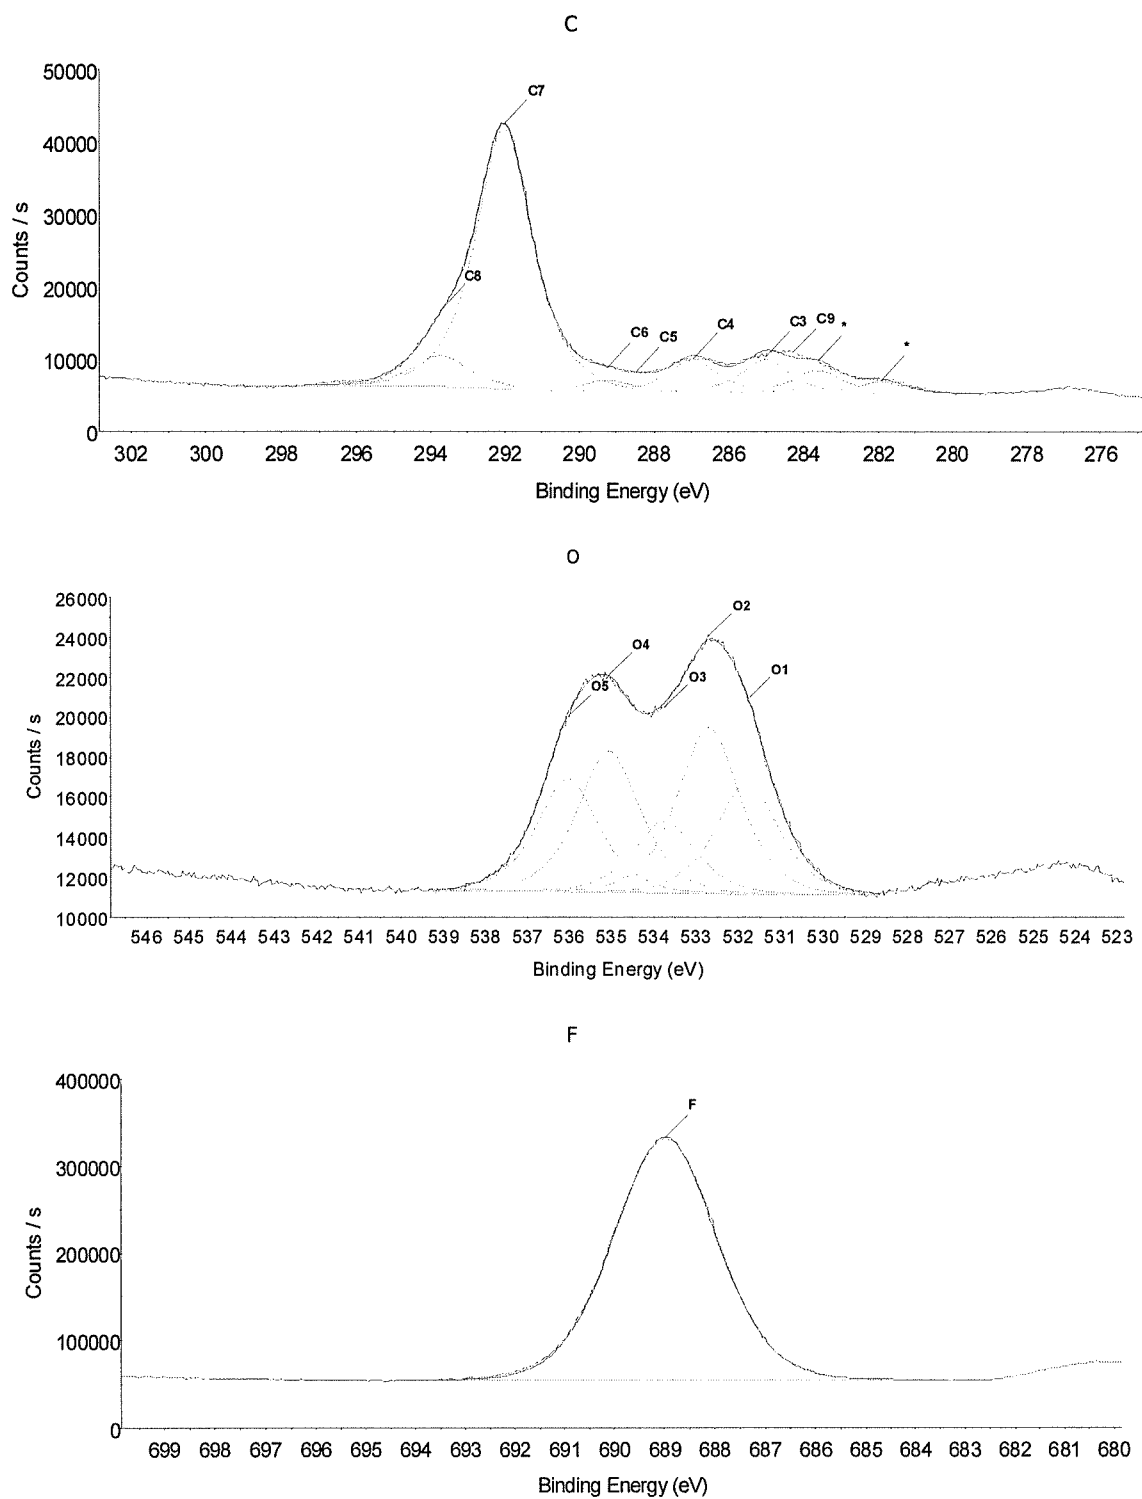 C
50000
C7
40000
30000
C8
20000
C6
C5
C4
C3
C9
*
*
10000
0
Counts / s
302 300 298 296 294 292 290 288 286 284 282 280 278 276
Binding Energy (eV)
O
26000
O2
24000
O4
22000
O5
O3
O1
20000
18000
16000
14000
12000
10000
Counts / s
546 545 544 543 542 541 540 539 538 537 536 535 534 533 532 531 530 529 528 527 526 525 524 523
Binding Energy (eV)
F
400000
F
300000
200000
100000
0
Counts / s
699 698 697 696 695 694 693 692 691 690 689 688 687 686 685 684 683 682 681 680
Binding Energy (eV)